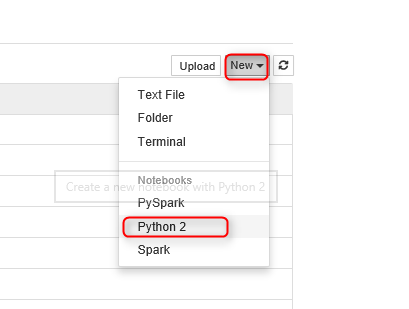 Upload New
Text File
Folder
Terminal
Notebooks
Create a new notebook with Python 2
PySpark
Python 2
Spark